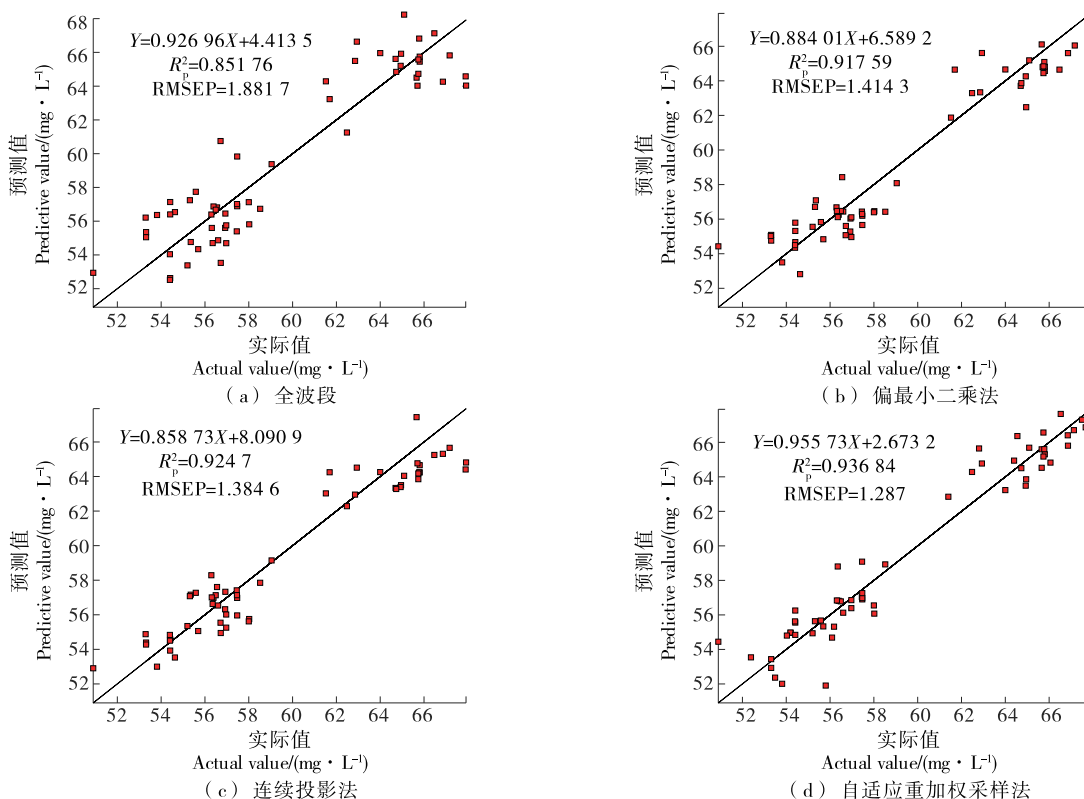 Y=0.926 96X+4.413 5
R²ₚ=0.851 76
RMSEP=1.881 7
68
66
64
62
60
58
56
54
52
预测值
Predictive value/(mg·L⁻¹)
52 54 56 58 60 62 64 66
实际值
Actual value/(mg·L⁻¹)
(a) 全波段
Y=0.884 01X+6.589 2
R²ₚ=0.917 59
RMSEP=1.414 3
66
64
62
60
58
56
54
52
预测值
Predictive value/(mg·L⁻¹)
52 54 56 58 60 62 64 66
实际值
Actual value/(mg·L⁻¹)
(b) 偏最小二乘法
Y=0.858 73X+8.090 9
R²ₚ=0.924 7
RMSEP=1.384 6
66
64
62
60
58
56
54
52
预测值
Predictive value/(mg·L⁻¹)
52 54 56 58 60 62 64 66
实际值
Actual value/(mg·L⁻¹)
(c) 连续投影法
Y=0.955 73X+2.673 2
R²ₚ=0.936 84
RMSEP=1.287
66
64
62
60
58
56
54
52
预测值
Predictive value/(mg·L⁻¹)
52 54 56 58 60 62 64 66
实际值
Actual value/(mg·L⁻¹)
(d) 自适应重加权采样法